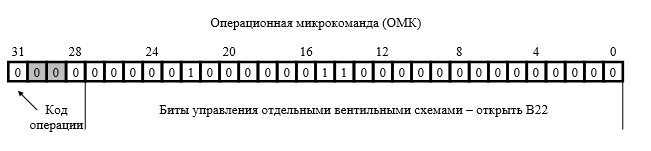 Операционная микрокоманда (ОМК)
31 28 24 20 16 12 8 4 0
0 0 0 0 0 0 0 0 0 1 0 0 0 0 0 0 1 1 0 0 0 0 0 0 0 0 0 0 0 0 0 0
Код
операции
Биты управления отдельными вентильными схемами – открыть В22